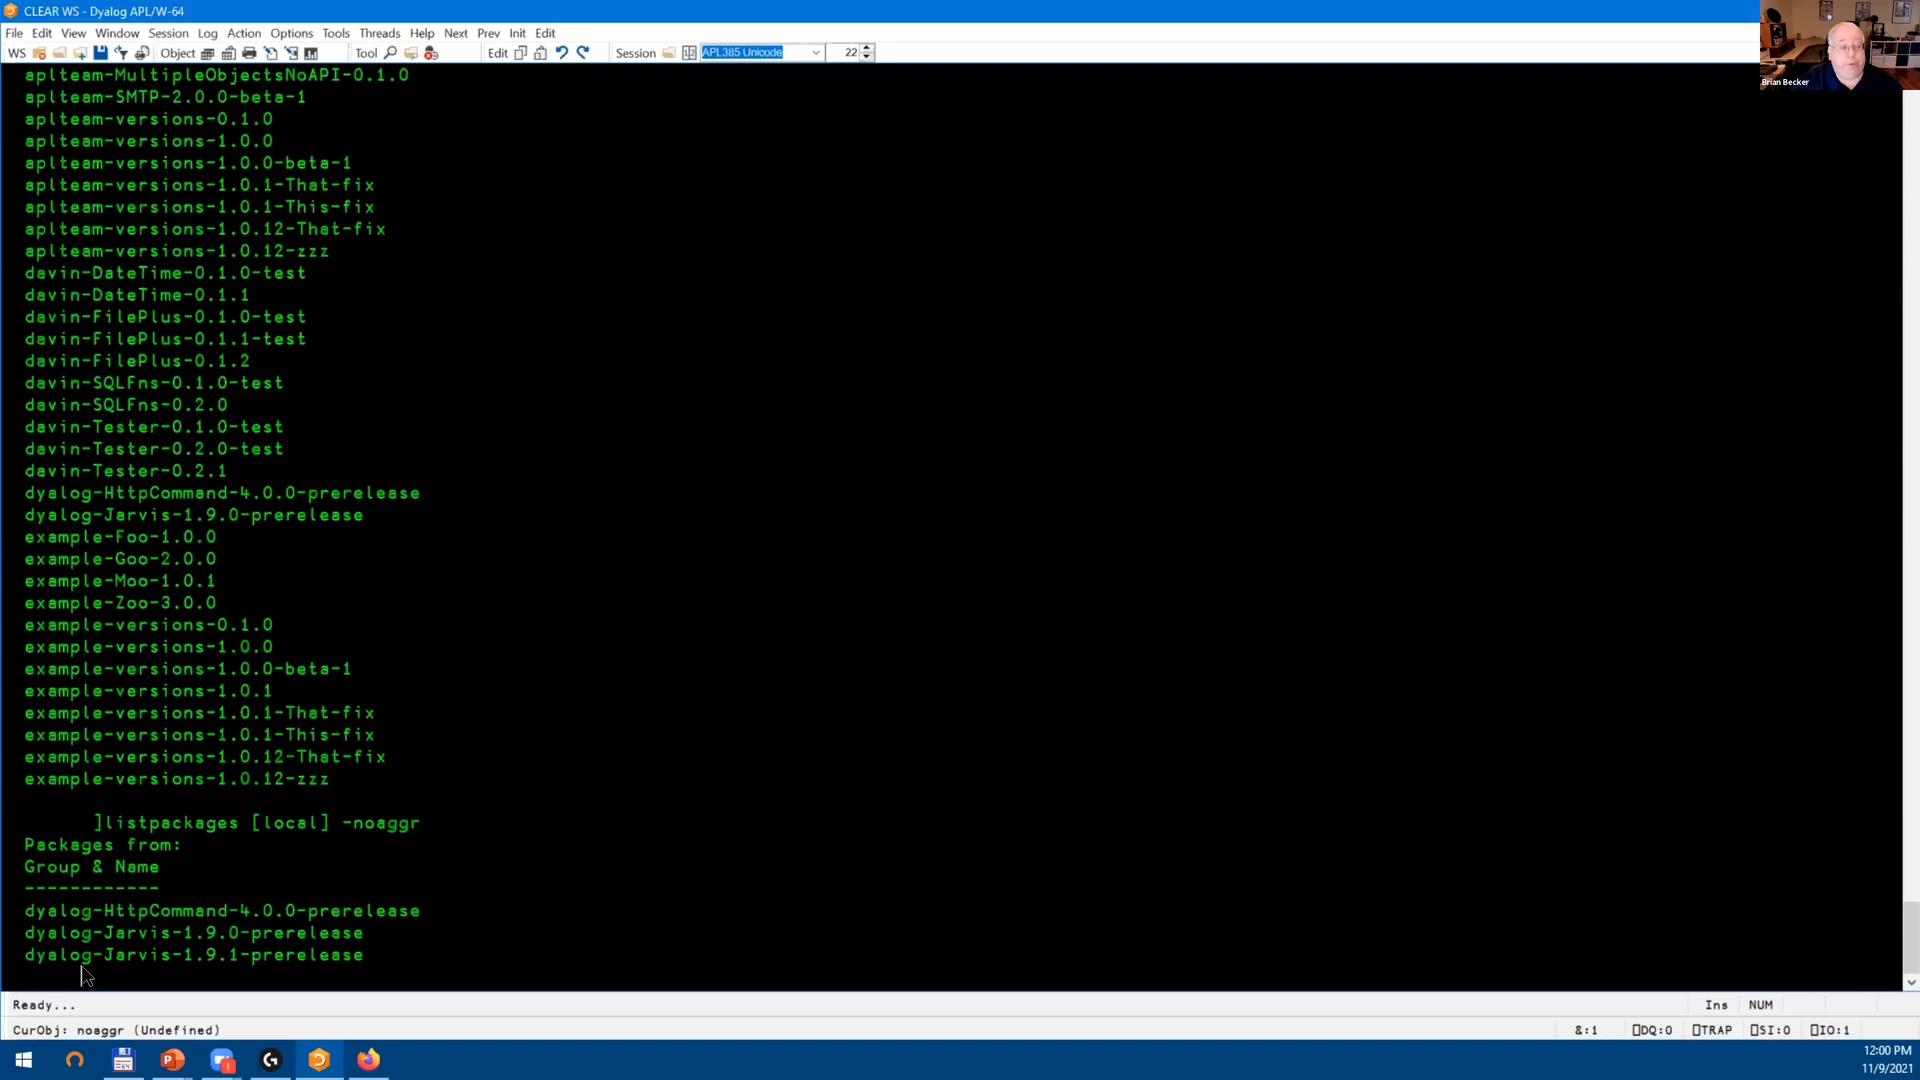 CLEAR WS - Dyalog APL/W-64
File Edit View Window Session Log Action Options Tools Threads Help Next Prev Init Edit
WS Object Tool Edit Session APL385 Unicode 22
Brian Becker
aplteam-MultipleObjectsNoAPI-0.1.0
aplteam-SMTP-2.0.0-beta-1
aplteam-versions-0.1.0
aplteam-versions-1.0.0
aplteam-versions-1.0.0-beta-1
aplteam-versions-1.0.1-That-fix
aplteam-versions-1.0.1-This-fix
aplteam-versions-1.0.12-That-fix
aplteam-versions-1.0.12-zzz
davin-DateTime-0.1.0-test
davin-DateTime-0.1.1
davin-FilePlus-0.1.0-test
davin-FilePlus-0.1.1-test
davin-FilePlus-0.1.2
davin-SQLFns-0.1.0-test
davin-SQLFns-0.2.0
davin-Tester-0.1.0-test
davin-Tester-0.2.0-test
davin-Tester-0.2.1
dyalog-HttpCommand-4.0.0-prerelease
dyalog-Jarvis-1.9.0-prerelease
example-Foo-1.0.0
example-Goo-2.0.0
example-Moo-1.0.1
example-Zoo-3.0.0
example-versions-0.1.0
example-versions-1.0.0
example-versions-1.0.0-beta-1
example-versions-1.0.1
example-versions-1.0.1-That-fix
example-versions-1.0.1-This-fix
example-versions-1.0.12-That-fix
example-versions-1.0.12-zzz
]listpackages [local] -noaggr
Packages from:
Group & Name
------------
dyalog-HttpCommand-4.0.0-prerelease
dyalog-Jarvis-1.9.0-prerelease
dyalog-Jarvis-1.9.1-prerelease
Ready... Ins NUM
CurObj: noaggr (Undefined) &:1 ⎕DQ:0 ⎕TRAP ⎕SI:0 ⎕IO:1
12:00 PM
11/9/2021